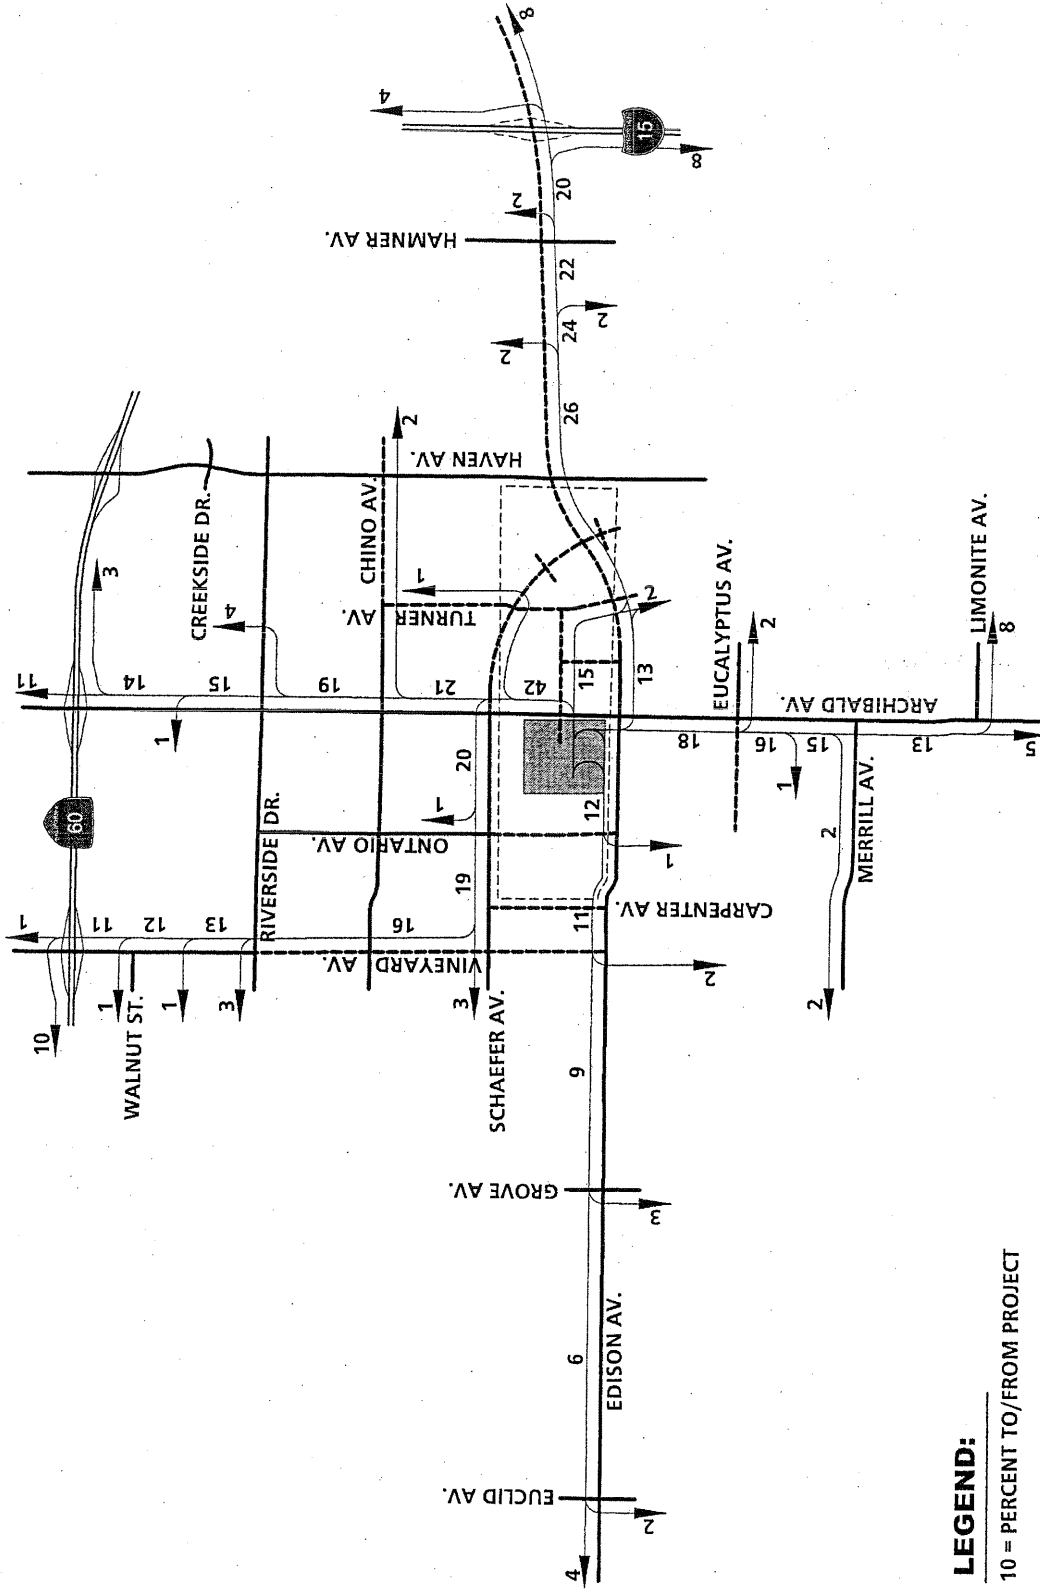 8
4
15
8
20
2
HAMNER AV.
22
2
24
2
26
2
HAVEN AV.
CREEKSIDE DR.
CHINO AV.
3
4
1
TURNER AV.
2
EUCALYPTUS AV.
2
LIMONITE AV.
8
11
14
15
19
21
42
15
13
1
18
16
15
13
5
ARCHIBALD AV.
60
20
1
12
1
1
2
MERRILL AV.
RIVERSIDE DR.
ONTARIO AV.
19
11
CARPENTER AV.
1
11
12
13
16
VINEYARD AV.
10
1
1
3
3
2
2
WALNUT ST.
SCHAEFER AV.
9
GROVE AV.
3
6
EDISON AV.
EUCLID AV.
2
4
LEGEND:
10 = PERCENT TO/FROM PROJECT